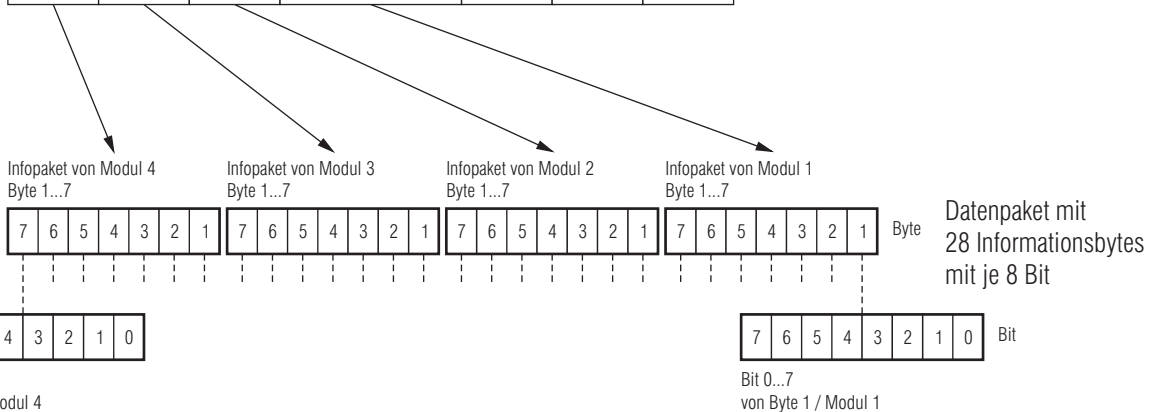 Infopaket von Modul 4
Byte 1...7
Infopaket von Modul 3
Byte 1...7
Infopaket von Modul 2
Byte 1...7
Infopaket von Modul 1
Byte 1...7
7 6 5 4 3 2 1 7 6 5 4 3 2 1 7 6 5 4 3 2 1 7 6 5 4 3 2 1 Byte
Datenpaket mit
28 Informationsbytes
mit je 8 Bit
4 3 2 1 0
7 6 5 4 3 2 1 0 Bit
odul 4
Bit 0...7
von Byte 1 / Modul 1